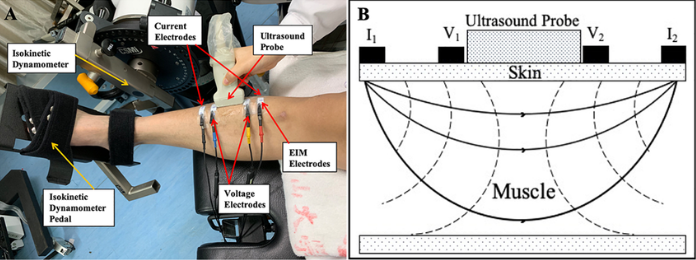 A
Current
Electrodes
Ultrasound
Probe
Isokinetic
Dynamometer
EIM
Electrodes
Voltage
Electrodes
Isokinetic
Dynamometer
Pedal
B
Ultrasound Probe
I1
V1
V2
I2
Skin
Muscle